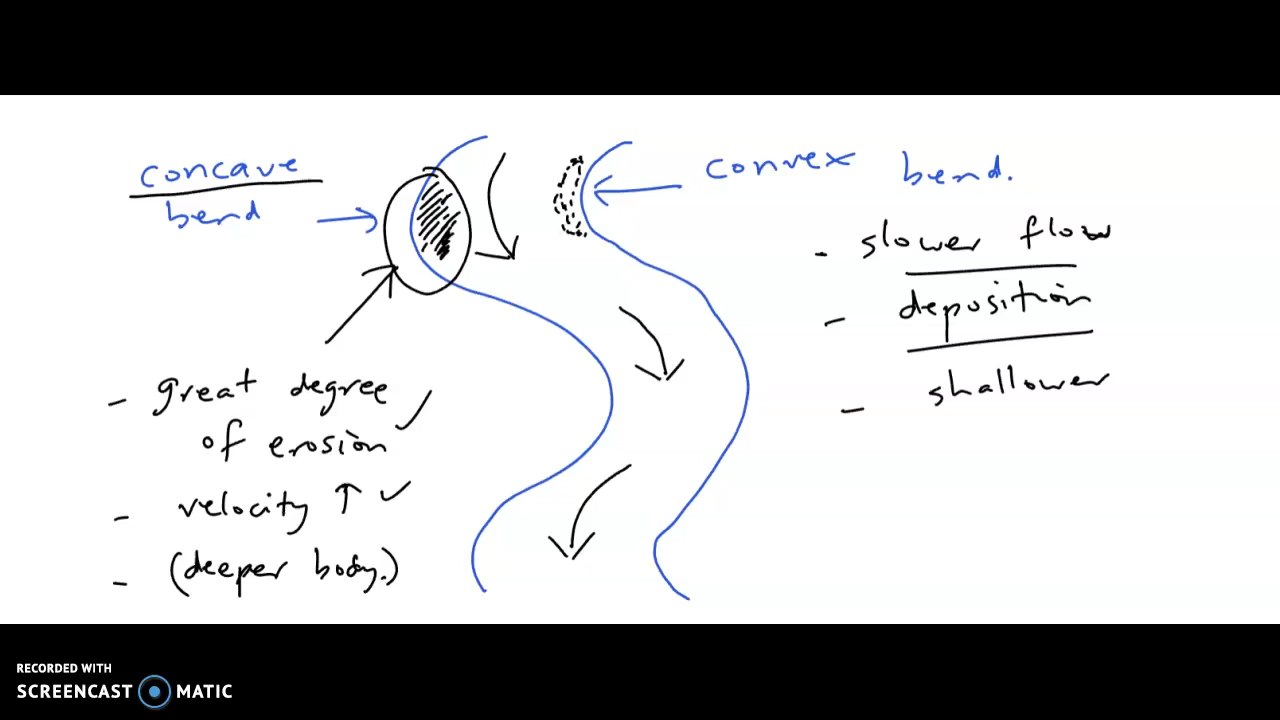 concave
bend
convex bend.
- slower flow
- deposition
- shallower
- great degree
of erosion
- velocity ↑ ✓
- (deeper body.)
RECORDED WITH
SCREENCAST MATIC